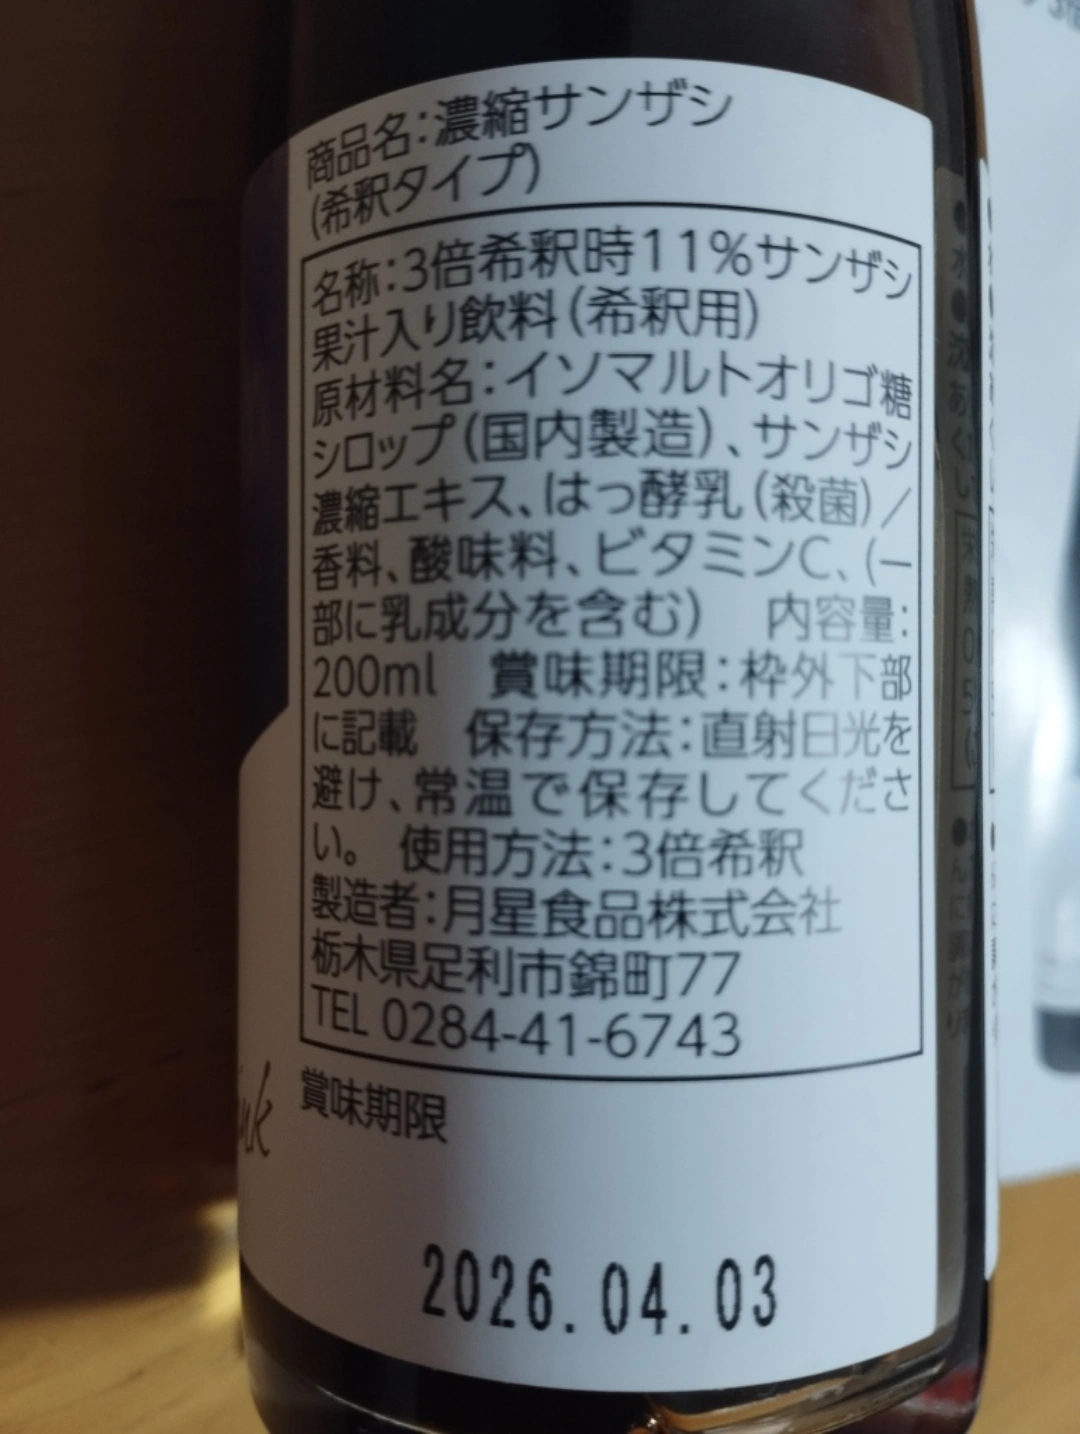 商品名：濃縮サンザシ
(希釈タイプ)
名称：3倍希釈時11%サンザシ
果汁入り飲料(希釈用)
原材料名：イソマルトオリゴ糖
シロップ(国内製造)、サンザシ
濃縮エキス、はっ酵乳(殺菌)／
香料、酸味料、ビタミンC、(一
部に乳成分を含む)　内容量：
200ml　賞味期限：枠外下部
に記載　保存方法：直射日光を
避け、常温で保存してくださ
い。　使用方法：3倍希釈
製造者：月星食品株式会社
栃木県足利市錦町77
TEL 0284-41-6743
賞味期限
2026.04.03